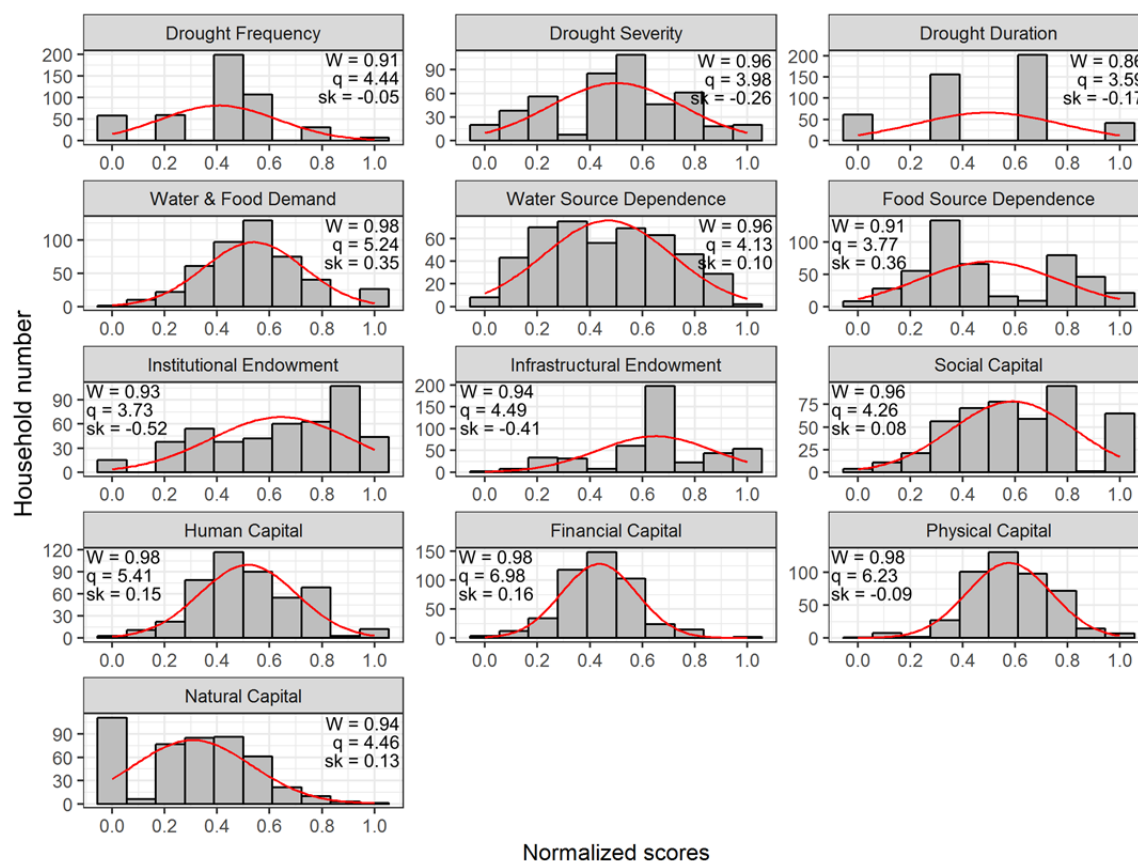 Drought Frequency
W = 0.91
q = 4.44
sk = -0.05
200
150
100
50
0
0.0 0.2 0.4 0.6 0.8 1.0
Drought Severity
W = 0.96
q = 3.98
sk = -0.26
90
60
30
0
0.0 0.2 0.4 0.6 0.8 1.0
Drought Duration
W = 0.86
q = 3.59
sk = -0.17
200
150
100
50
0
0.0 0.2 0.4 0.6 0.8 1.0
Water & Food Demand
W = 0.98
q = 5.24
sk = 0.35
100
50
0
0.0 0.2 0.4 0.6 0.8 1.0
Water Source Dependence
W = 0.96
q = 4.13
sk = 0.10
60
40
20
0
0.0 0.2 0.4 0.6 0.8 1.0
Food Source Dependence
W = 0.91
q = 3.77
sk = 0.36
100
50
0
0.0 0.2 0.4 0.6 0.8 1.0
Household number
Institutional Endowment
W = 0.93
q = 3.73
sk = -0.52
90
60
30
0
0.0 0.2 0.4 0.6 0.8 1.0
Infrastructural Endowment
W = 0.94
q = 4.49
sk = -0.41
200
150
100
50
0
0.0 0.2 0.4 0.6 0.8 1.0
Social Capital
W = 0.96
q = 4.26
sk = 0.08
75
50
25
0
0.0 0.2 0.4 0.6 0.8 1.0
Human Capital
W = 0.98
q = 5.41
sk = 0.15
120
90
60
30
0
0.0 0.2 0.4 0.6 0.8 1.0
Financial Capital
W = 0.98
q = 6.98
sk = 0.16
150
100
50
0
0.0 0.2 0.4 0.6 0.8 1.0
Physical Capital
W = 0.98
q = 6.23
sk = -0.09
100
50
0
0.0 0.2 0.4 0.6 0.8 1.0
Natural Capital
W = 0.94
q = 4.46
sk = 0.13
90
60
30
0
0.0 0.2 0.4 0.6 0.8 1.0
Normalized scores